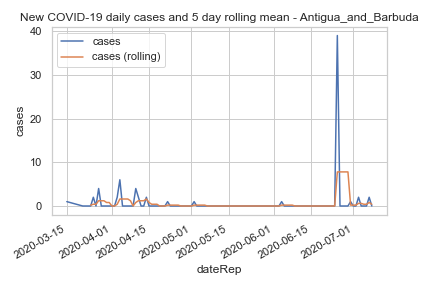 New COVID-19 daily cases and 5 day rolling mean - Antigua_and_Barbuda
cases
cases (rolling)
40
30
20
10
0
cases
2020-03-15
2020-04-01
2020-04-15
2020-05-01
2020-05-15
2020-06-01
2020-06-15
2020-07-01
dateRep